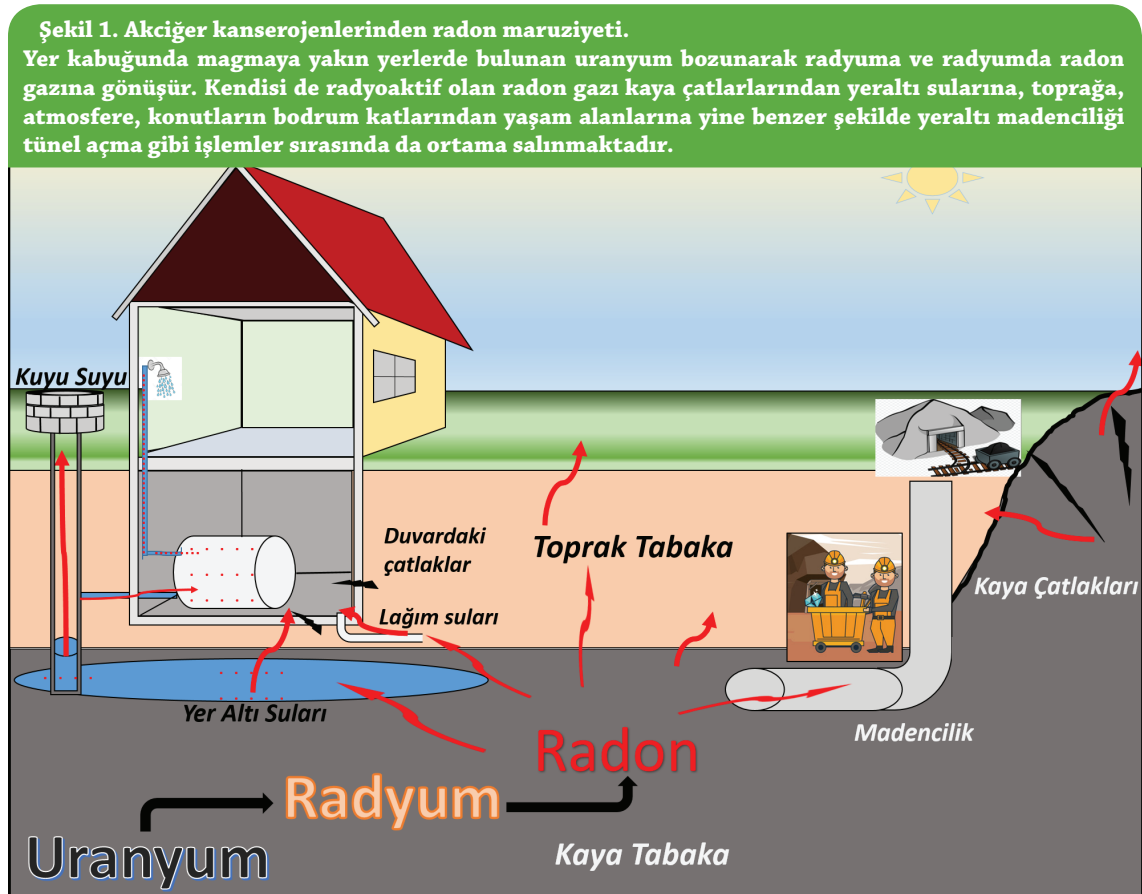 Şekil 1. Akciğer kanserojenlerinden radon maruziyeti.
Yer kabuğunda magmaya yakın yerlerde bulunan uranyum bozunarak radyuma ve radyumda radon
gazına gönüşür. Kendisi de radyoaktif olan radon gazı kaya çatlarlarından yeraltı sularına, toprağa,
atmosfere, konutların bodrum katlarından yaşam alanlarına yine benzer şekilde yeraltı madenciliği
tünel açma gibi işlemler sırasında da ortama salınmaktadır.
Kuyu Suyu
Duvardaki
çatlaklar
Toprak Tabaka
Kaya Çatlakları
Lağım suları
Yer Altı Suları
Madencilik
Radon
Radyum
Uranyum
Kaya Tabaka